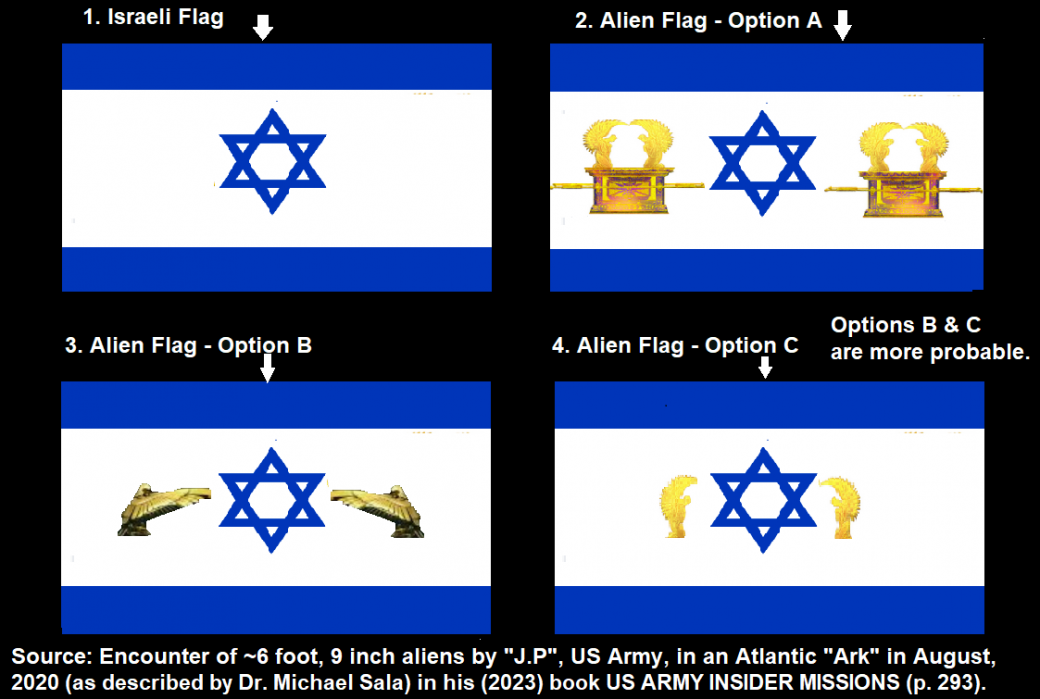 1. Israeli Flag
2. Alien Flag - Option A
3. Alien Flag - Option B
4. Alien Flag - Option C
Options B & C
are more probable.
Source: Encounter of ~6 foot, 9 inch aliens by "J.P", US Army, in an Atlantic "Ark" in August,
2020 (as described by Dr. Michael Sala) in his (2023) book US ARMY INSIDER MISSIONS (p. 293).